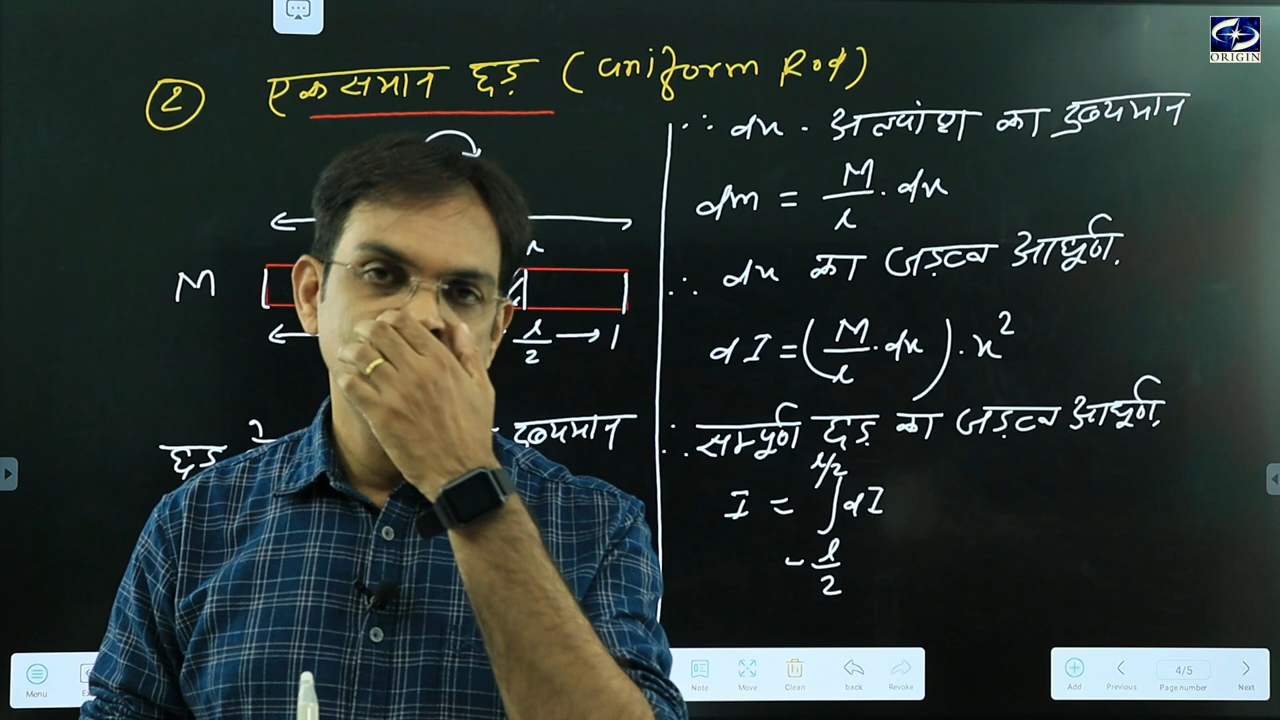 ORIGIN
② एकसमान छड़ (Uniform Rod)
M
l/2
छड़
द्रव्यमान
∴ dx - अल्पांश का द्रव्यमान
dm = M/l · dx
∴ dx का जड़त्व आघूर्ण.
dI = (M/l · dx) · x²
∴ सम्पूर्ण छड़ का जड़त्व आघूर्ण.
l/2
I = ∫dI
- l/2
Menu
Note
Move
Clean
back
Revoke
Add
Previous
4/5
Page number
Next